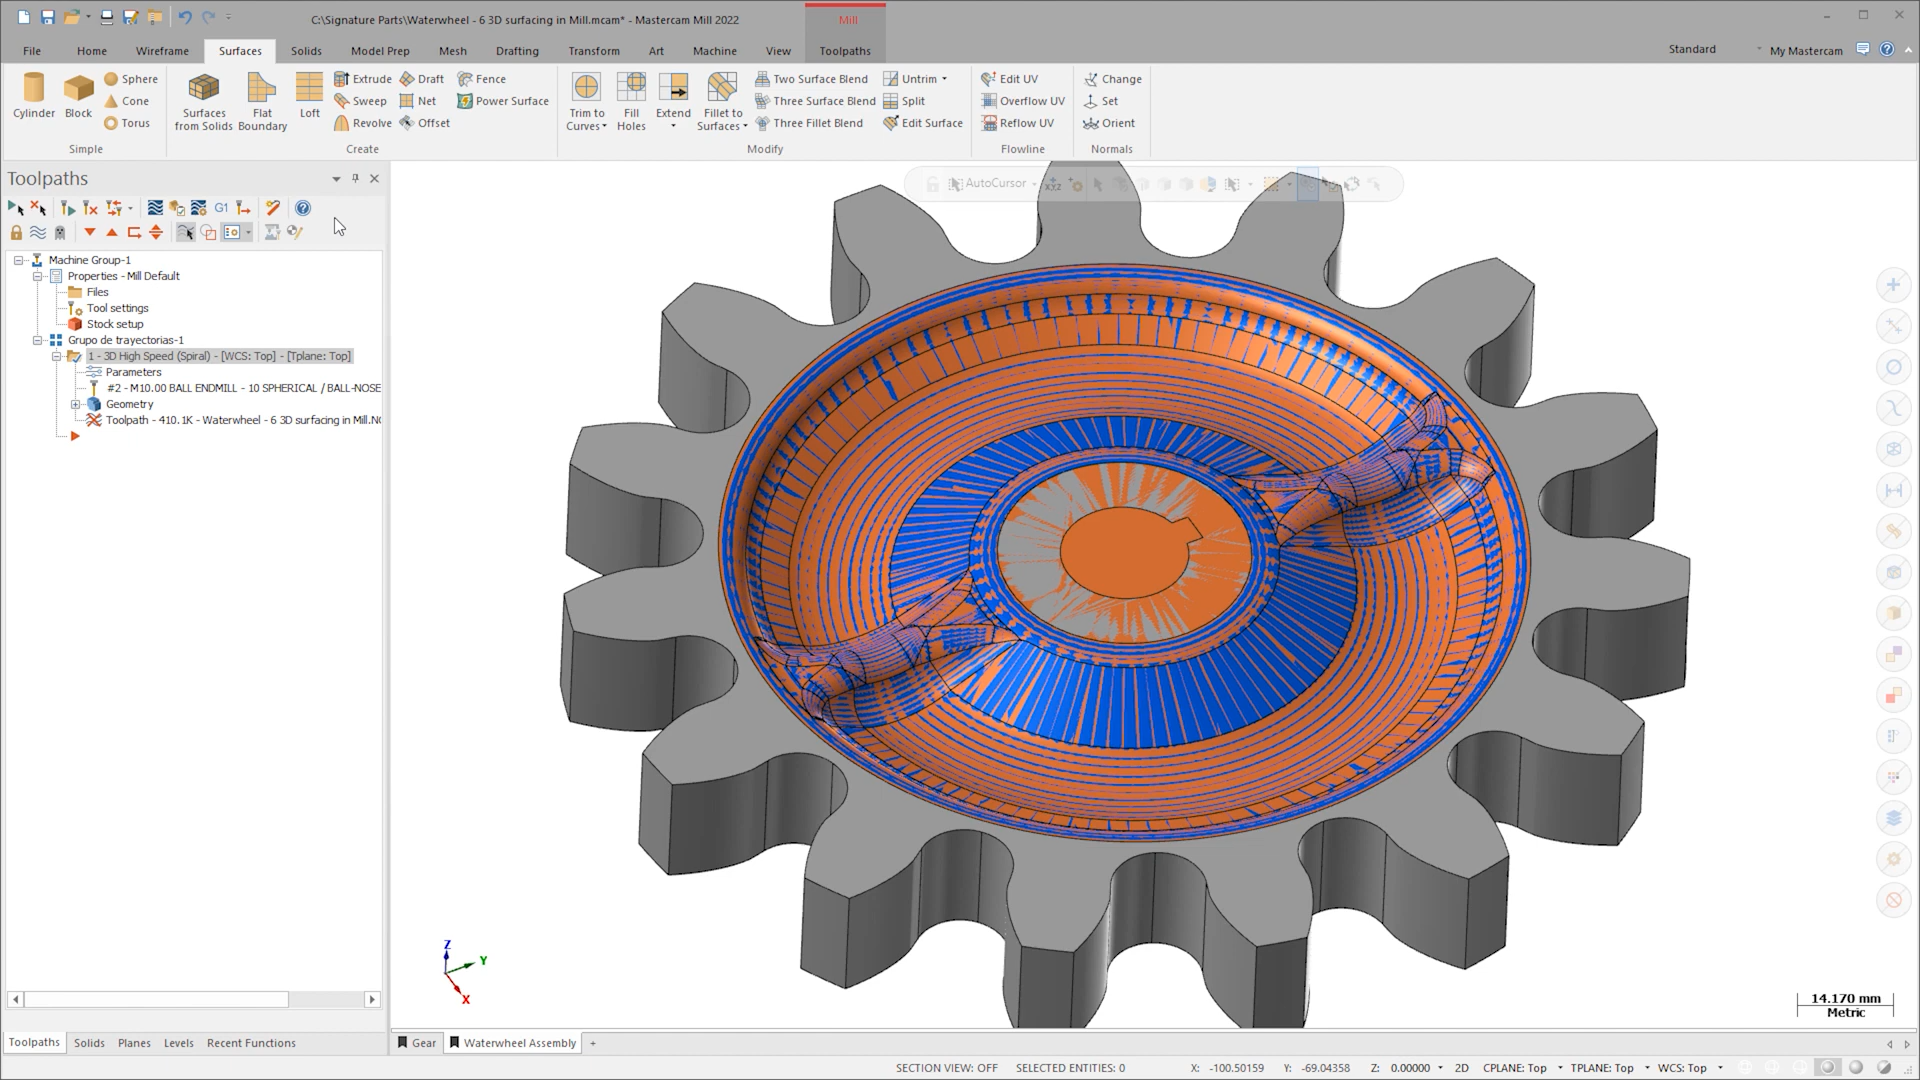 C:\Signature Parts\Waterwheel - 6 3D surfacing in Mill.mcam* - Mastercam Mill 2022
Mill
File Home Wireframe Surfaces Solids Model Prep Mesh Drafting Transform Art Machine View Toolpaths
Standard My Mastercam
Cylinder
Block
Sphere
Cone
Torus
Simple
Surfaces from Solids
Flat Boundary
Loft
Extrude
Sweep
Revolve
Draft
Net
Offset
Fence
Power Surface
Create
Trim to Curves
Fill Holes
Extend
Fillet to Surfaces
Two Surface Blend
Three Surface Blend
Three Fillet Blend
Untrim
Split
Edit Surface
Modify
Edit UV
Overflow UV
Reflow UV
Flowline
Change
Set
Orient
Normals
Toolpaths
G1
AutoCursor
XYZ
Machine Group-1
Properties - Mill Default
Files
Tool settings
Stock setup
Grupo de trayectorias-1
1 - 3D High Speed (Spiral) - [WCS: Top] - [Tplane: Top]
Parameters
#2 - M10.00 BALL ENDMILL - 10 SPHERICAL / BALL-NOSE
Geometry
Toolpath - 410.1K - Waterwheel - 6 3D surfacing in Mill.NC
Z
Y
X
14.170 mm
Metric
Toolpaths Solids Planes Levels Recent Functions
Gear Waterwheel Assembly +
SECTION VIEW: OFF SELECTED ENTITIES: 0 X: -100.50159 Y: -69.04358 Z: 0.00000 2D CPLANE: Top TPLANE: Top WCS: Top